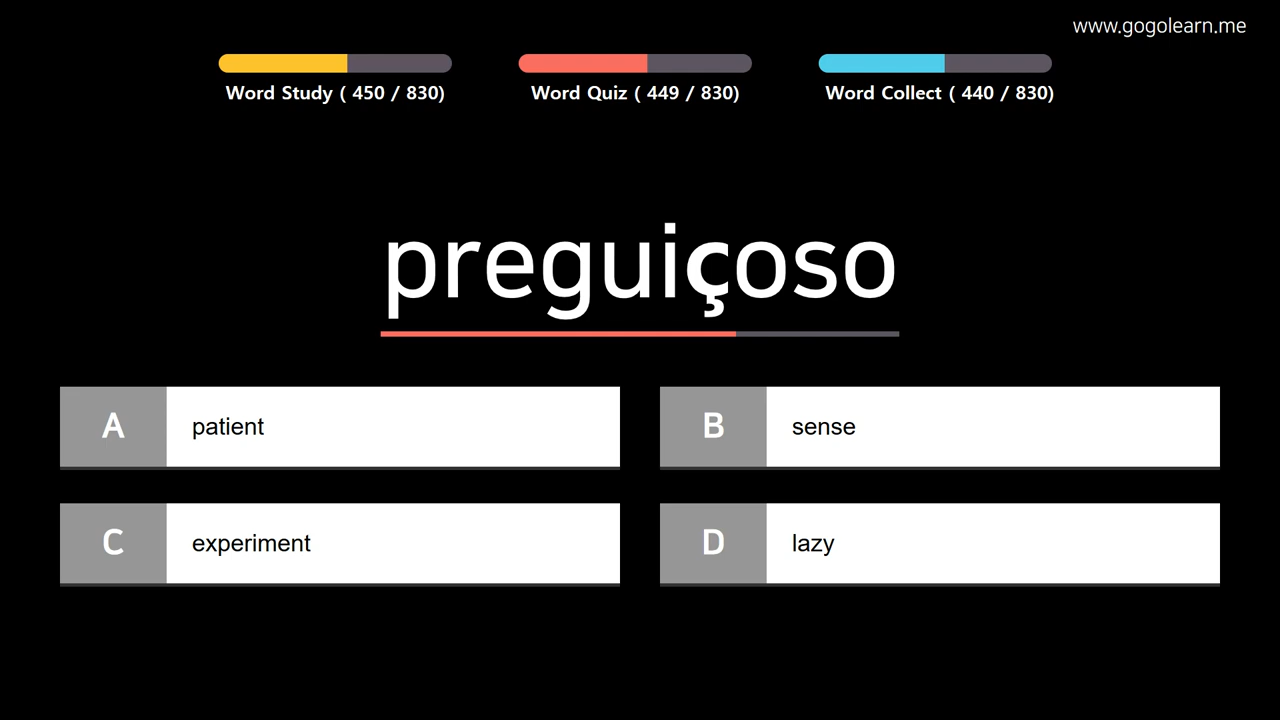 www.gogolearn.me
Word Study ( 450 / 830)
Word Quiz ( 449 / 830)
Word Collect ( 440 / 830)
preguiçoso
A patient
B sense
C experiment
D lazy